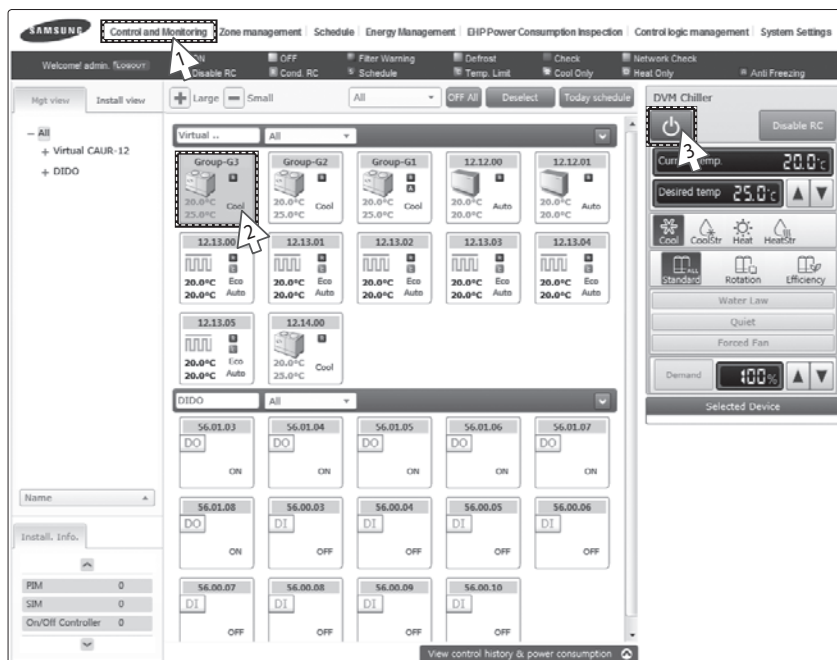 SAMSUNG Control and Monitoring Zone management Schedule Energy Management EHP Power Consumption Inspection Control logic management System Settings
Welcome! admin. LOGOUT
ON OFF Filter Warning Defrost Check Network Check
Disable RC Cond. RC Schedule Temp. Limit Cool Only Heat Only Anti Freezing
1
Mgt view Install view
Large Small All OFF All Deselect Today schedule
All
Virtual CAUR-12
DIDO
Virtual .. All
Group-G3 Group-G2 Group-G1 12.12.00 12.12.01
20.0°C 20.0°C 20.0°C 20.0°C 20.0°C
Cool Cool Cool Auto Auto
25.0°C 25.0°C 25.0°C 20.0°C 20.0°C
2
12.13.00 12.13.01 12.13.02 12.13.03 12.13.04
20.0°C Eco 20.0°C Eco 20.0°C Eco 20.0°C Eco 20.0°C Eco
20.0°C Auto 20.0°C Auto 20.0°C Auto 20.0°C Auto 20.0°C Auto
12.13.05 12.14.00
20.0°C Eco 20.0°C
Cool
20.0°C Auto 25.0°C
DIDO All
56.01.03 56.01.04 56.01.05 56.01.06 56.01.07
DO DO DO DO DO
ON ON ON ON ON
56.01.08 56.00.03 56.00.04 56.00.05 56.00.06
DO DI DI DI DI
ON OFF OFF OFF OFF
56.00.07 56.00.08 56.00.09 56.00.10
DI DI DI DI
OFF OFF OFF OFF
View control history & power consumption
Name
Install. Info.
PIM 0
SIM 0
On/Off Controller 0
DVM Chiller
Disable RC
3
20.0°C
Desired temp 25.0°C
Cool CoolStr Heat HeatStr
ALL
Standard Rotation Efficiency
Water Law
Quiet
Forced Fan
Demand 100%
Selected Device